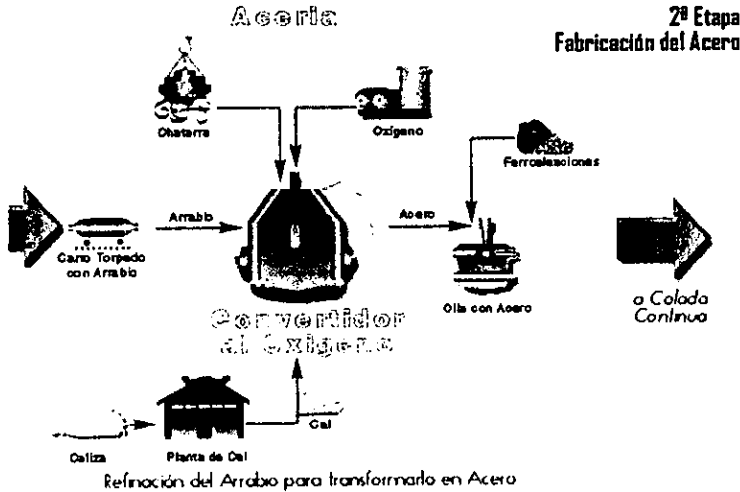 Acería
2ª Etapa
Fabricación del Acero
Chatarra
Oxígeno
Ferroaleaciones
Arrabio
Acero
Carro Torpedo
con Arrabio
Olla con Acero
a Colada
Continua
Convertidor
al Oxígeno
Cal
Caliza
Planta de Cal
Refinación del Arrabio para transformarlo en Acero